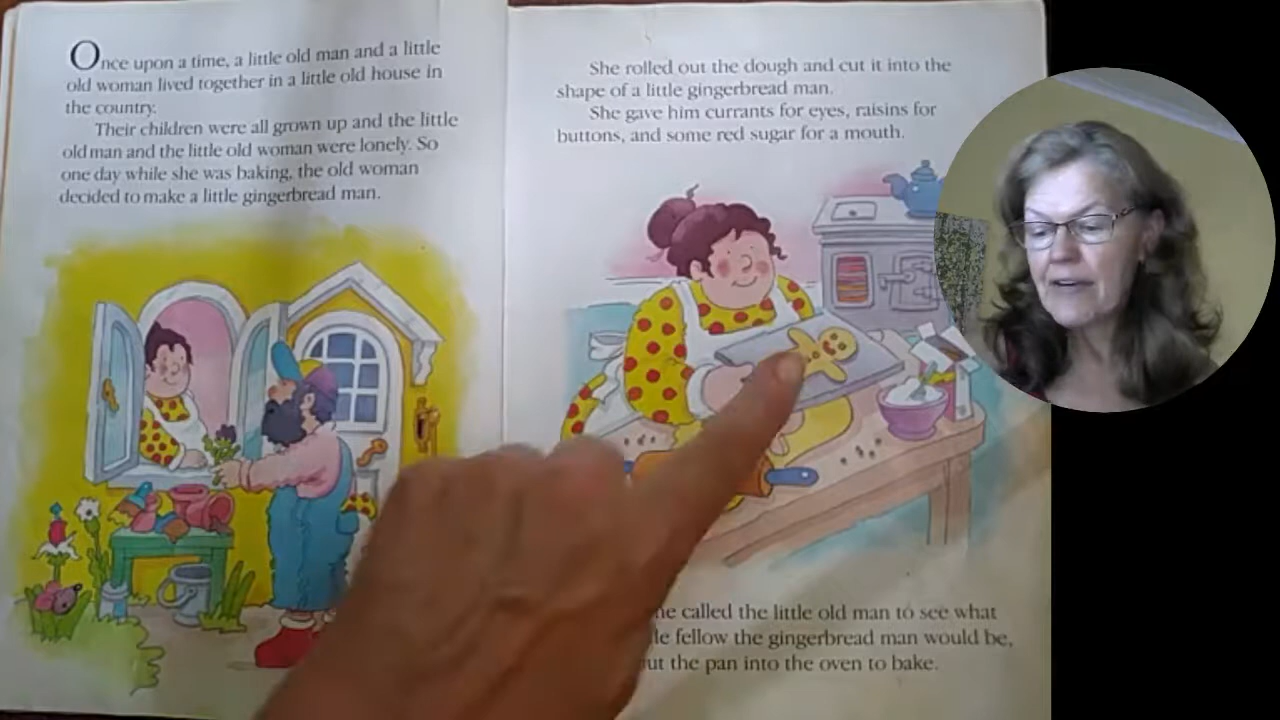 Once upon a time, a little old man and a little
old woman lived together in a little old house in
the country.
Their children were all grown up and the little
old man and the little old woman were lonely. So
one day while she was baking, the old woman
decided to make a little gingerbread man.
She rolled out the dough and cut it into the
shape of a little gingerbread man.
She gave him currants for eyes, raisins for
buttons, and some red sugar for a mouth.
called the little old man to see what
fellow the gingerbread man would be,
the pan into the oven to bake.